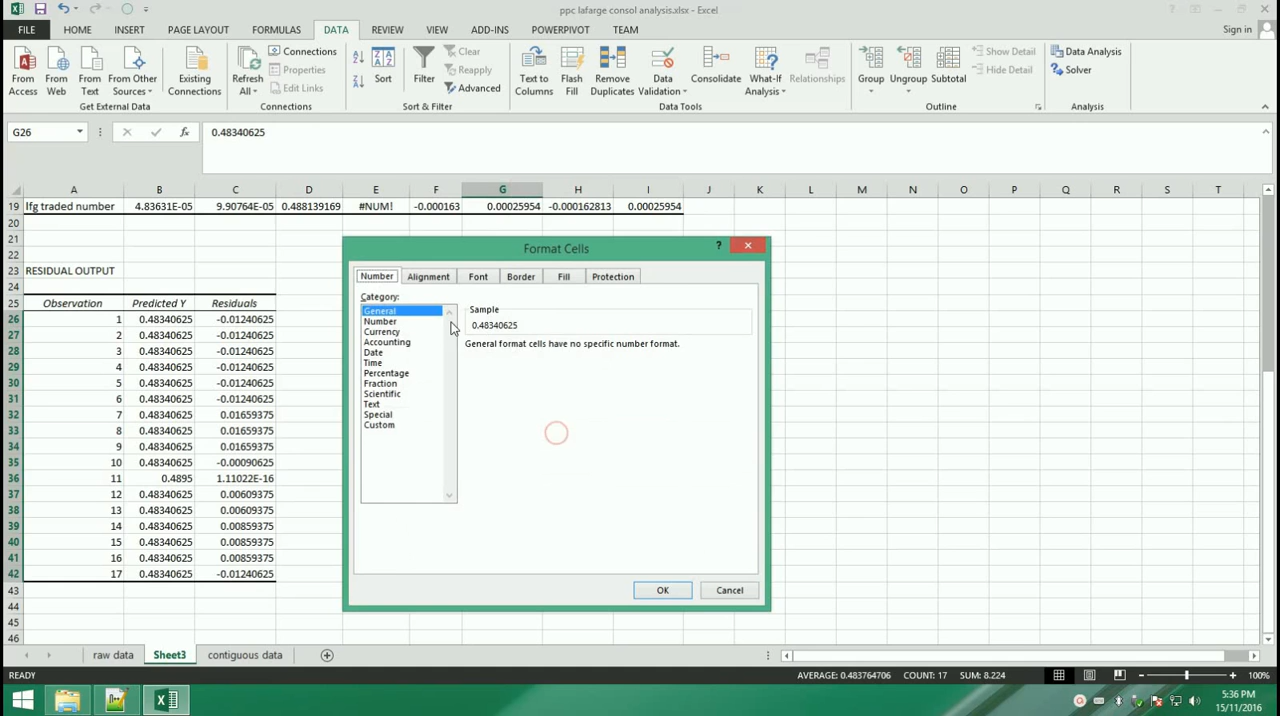 ppc lafarge consol analysis.xlsx - Excel
FILE HOME INSERT PAGE LAYOUT FORMULAS DATA REVIEW VIEW ADD-INS POWERPIVOT TEAM Sign in
From Access
From Web
From Text
From Other Sources
Existing Connections
Get External Data
Refresh All
Connections
Properties
Edit Links
Connections
Sort
Filter
Clear
Reapply
Advanced
Sort & Filter
Text to Columns
Flash Fill
Remove Duplicates
Data Validation
Consolidate
What-If Analysis
Relationships
Data Tools
Group
Ungroup
Subtotal
Show Detail
Hide Detail
Outline
Data Analysis
Solver
Analysis
G26 fx 0.48340625
A B C D E F G H I J K L M N O P Q R S T
19 lfg traded number 4.83631E-05 9.90764E-05 0.488139169 #NUM! -0.000163 0.00025954 -0.000162813 0.00025954
20
21
22
23 RESIDUAL OUTPUT
24
25 Observation Predicted Y Residuals
26 1 0.48340625 -0.01240625
27 2 0.48340625 -0.01240625
28 3 0.48340625 -0.01240625
29 4 0.48340625 -0.01240625
30 5 0.48340625 -0.01240625
31 6 0.48340625 -0.01240625
32 7 0.48340625 0.01659375
33 8 0.48340625 0.01659375
34 9 0.48340625 0.01659375
35 10 0.48340625 -0.00090625
36 11 0.4895 1.11022E-16
37 12 0.48340625 0.00609375
38 13 0.48340625 0.00609375
39 14 0.48340625 0.00859375
40 15 0.48340625 0.00859375
41 16 0.48340625 0.00859375
42 17 0.48340625 -0.01240625
43
44
45
46
Format Cells ?
Number Alignment Font Border Fill Protection
Category:
General
Number
Currency
Accounting
Date
Time
Percentage
Fraction
Scientific
Text
Special
Custom
Sample
0.48340625
General format cells have no specific number format.
OK Cancel
raw data Sheet3 contiguous data
READY AVERAGE: 0.483764706 COUNT: 17 SUM: 8.224 100%
5:36 PM
15/11/2016